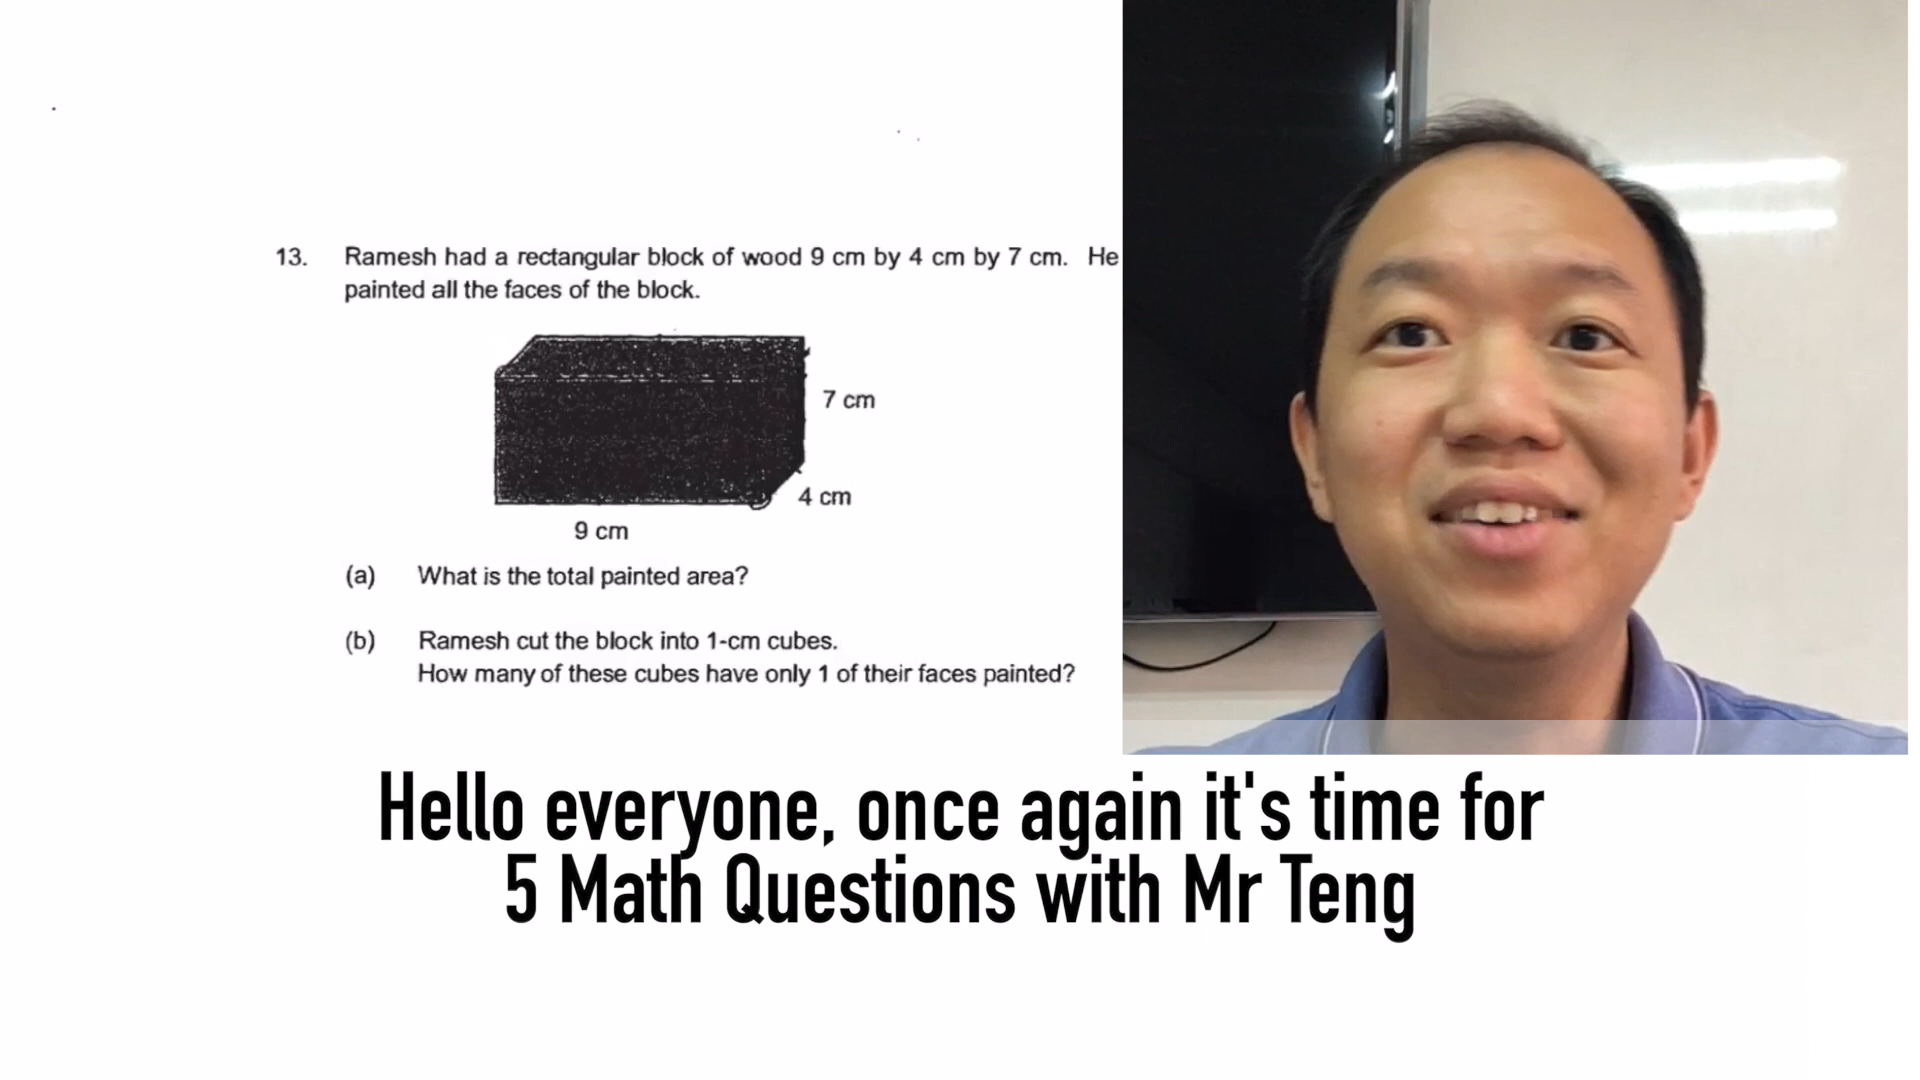 13. Ramesh had a rectangular block of wood 9 cm by 4 cm by 7 cm. He
painted all the faces of the block.
7 cm
4 cm
9 cm
(a) What is the total painted area?
(b) Ramesh cut the block into 1-cm cubes.
How many of these cubes have only 1 of their faces painted?
Hello everyone, once again it's time for
5 Math Questions with Mr Teng